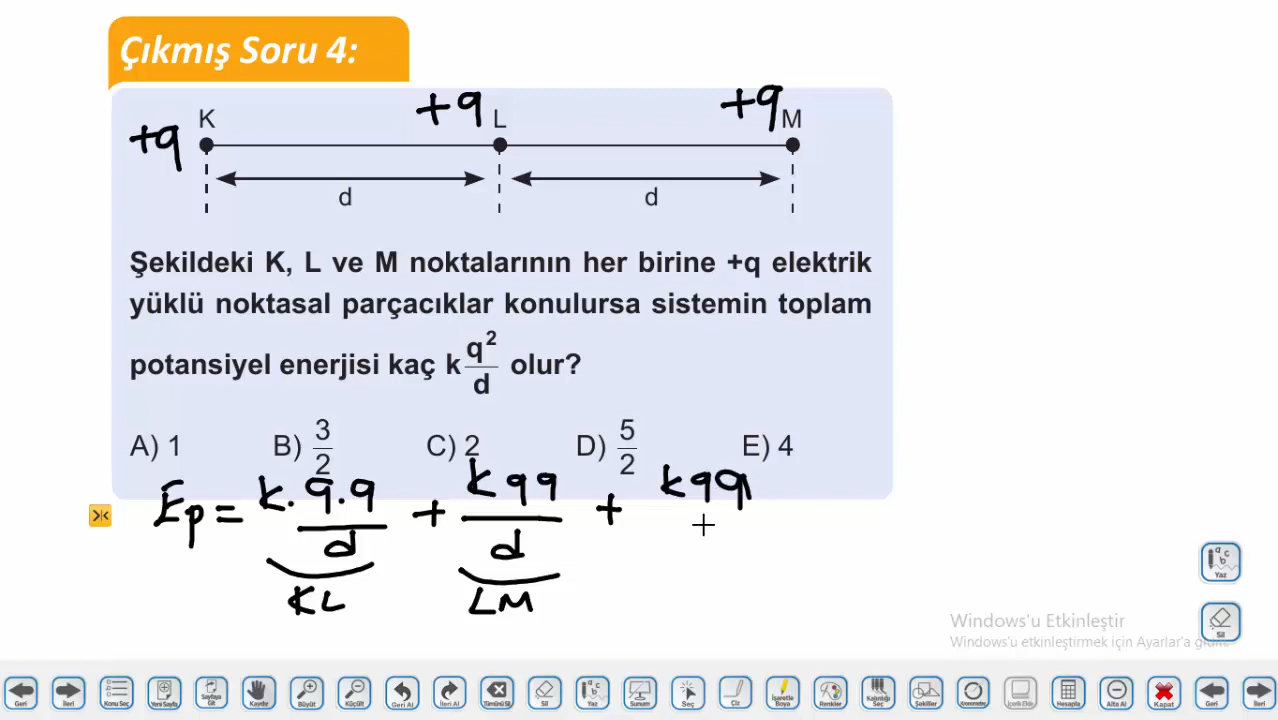 Çıkmış Soru 4:
+q K +q L +q M
d d
Şekildeki K, L ve M noktalarının her birine +q elektrik
yüklü noktasal parçacıklar konulursa sistemin toplam
potansiyel enerjisi kaç k q²/d olur?
A) 1 B) 3/2 C) 2 D) 5/2 E) 4
Ep = k.q.q/d + kqq/d + kqq
KL LM
Yaz
Sil
Windows'u Etkinleştir
Windows'u etkinleştirmek için Ayarlar'a gidin.
Geri İleri Konu Seç Yeni Sayfa Sayfaya Git Kaydır Büyüt Küçült Geri Al İleri Al Tümünü Sil Sil Yaz Sunum Seç Çiz İşaretle Boya Renkler Kalınlığı Seç Şekiller Geometrik Hesapla Alta Al Kapat Geri İleri